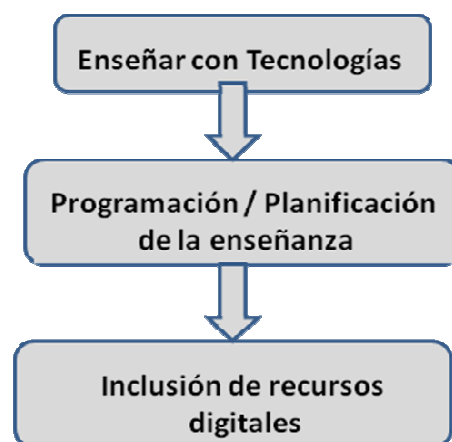 Enseñar con Tecnologías
Programación / Planificación
de la enseñanza
Inclusión de recursos
digitales